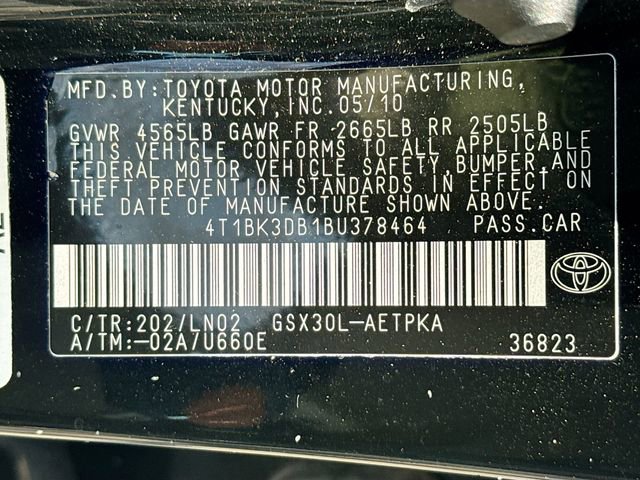 MFD.BY:TOYOTA MOTOR MANUFACTURING,
KENTUCKY,INC.05/10
GVWR 4565LB GAWR FR 2665LB RR 2505LB
THIS VEHICLE CONFORMS TO ALL APPLICABLE
FEDERAL MOTOR VEHICLE SAFETY,BUMPER,AND
THEFT PREVENTION STANDARDS IN EFFECT ON
THE DATE OF MANUFACTURE SHOWN ABOVE.
4T1BK3DB1BU378464 PASS.CAR
C/TR:202/LN02 GSX30L-AETPKA
A/TM:-02A/U660E 36823